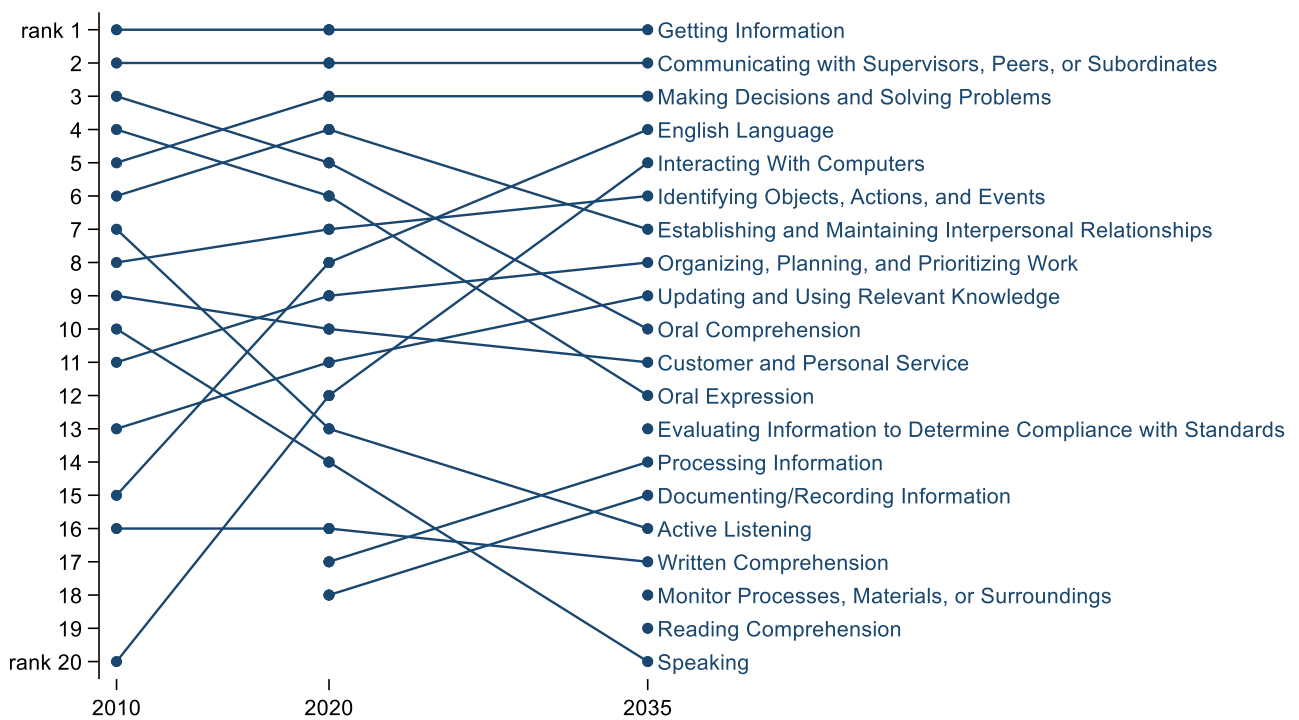 rank 1 Getting Information
2 Communicating with Supervisors, Peers, or Subordinates
3 Making Decisions and Solving Problems
4 English Language
5 Interacting With Computers
6 Identifying Objects, Actions, and Events
7 Establishing and Maintaining Interpersonal Relationships
8 Organizing, Planning, and Prioritizing Work
9 Updating and Using Relevant Knowledge
10 Oral Comprehension
11 Customer and Personal Service
12 Oral Expression
13 Evaluating Information to Determine Compliance with Standards
14 Processing Information
15 Documenting/Recording Information
16 Active Listening
17 Written Comprehension
18 Monitor Processes, Materials, or Surroundings
19 Reading Comprehension
rank 20 Speaking
2010 2020 2035